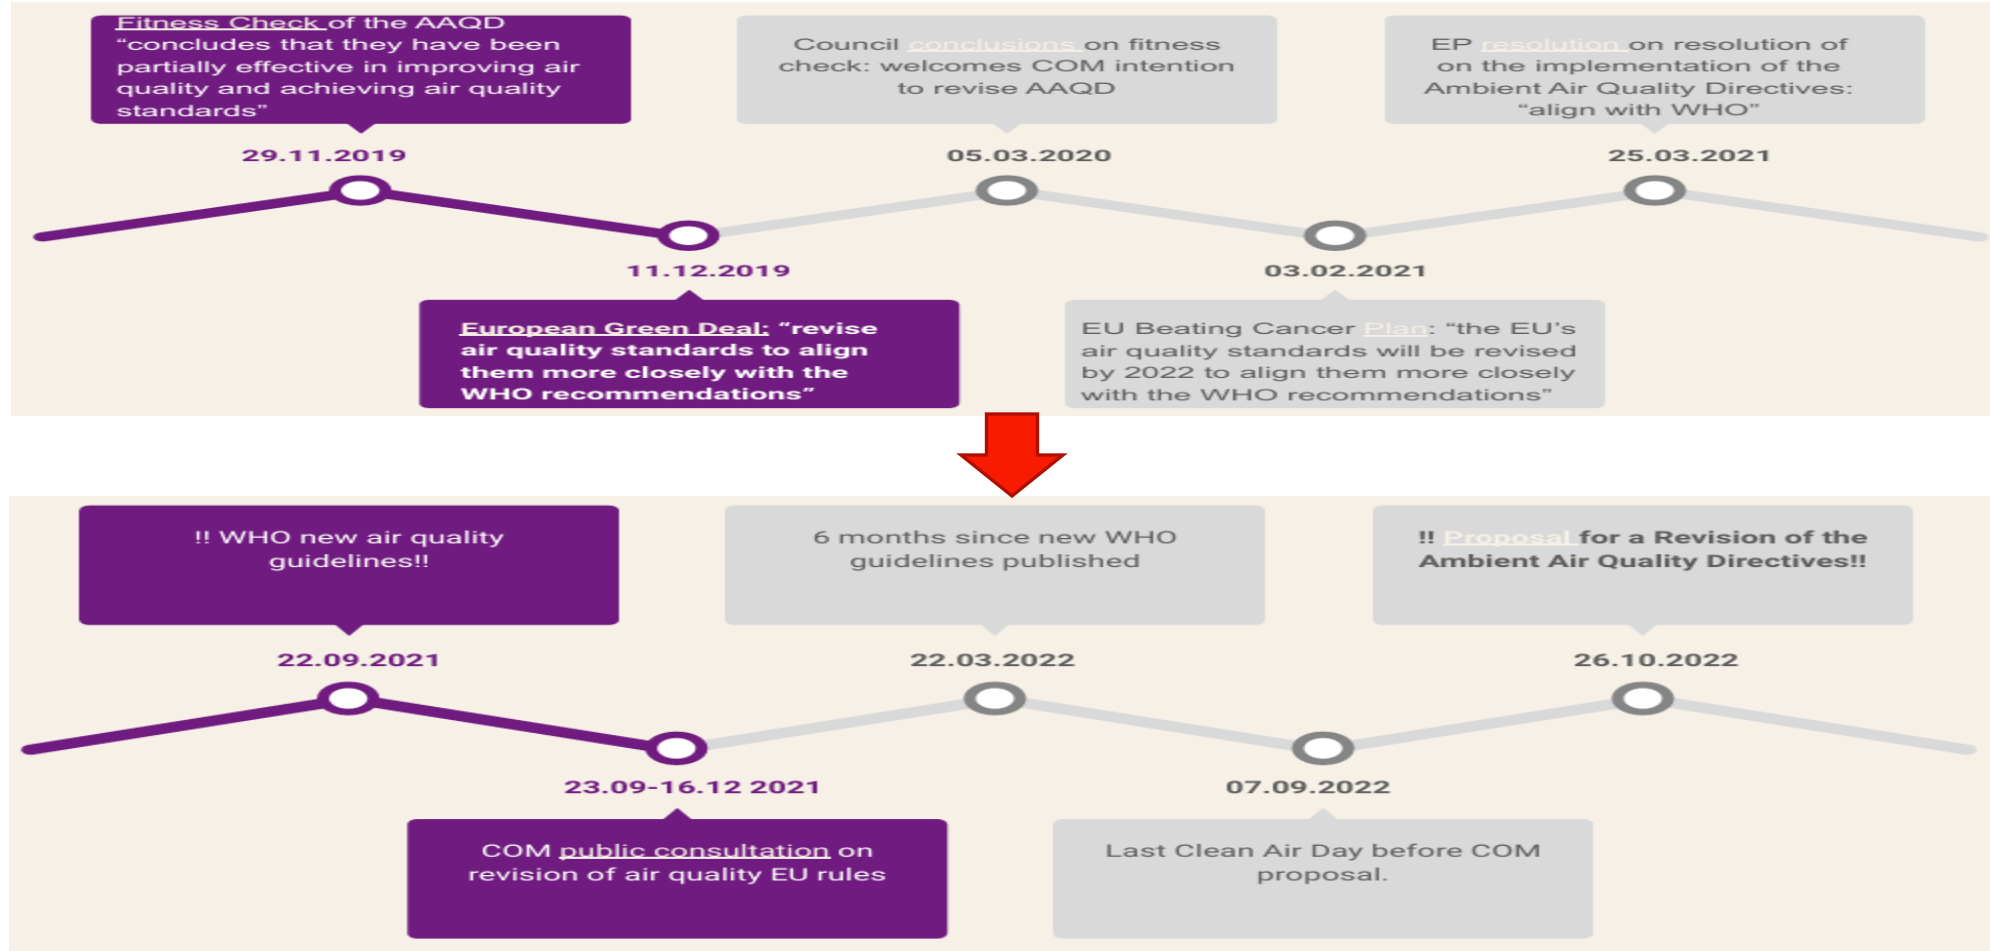 Fitness Check of the AAQD
“concludes that they have been
partially effective in improving air
quality and achieving air quality
standards”
29.11.2019
11.12.2019
European Green Deal: “revise
air quality standards to align
them more closely with the
WHO recommendations”
Council conclusions on fitness
check: welcomes COM intention
to revise AAQD
05.03.2020
03.02.2021
EU Beating Cancer Plan: “the EU’s
air quality standards will be revised
by 2022 to align them more closely
with the WHO recommendations”
EP resolution on resolution of
on the implementation of the
Ambient Air Quality Directives:
“align with WHO”
25.03.2021
!! WHO new air quality
guidelines!!
22.09.2021
23.09-16.12 2021
COM public consultation on
revision of air quality EU rules
6 months since new WHO
guidelines published
22.03.2022
07.09.2022
Last Clean Air Day before COM
proposal.
!! Proposal for a Revision of the
Ambient Air Quality Directives!!
26.10.2022